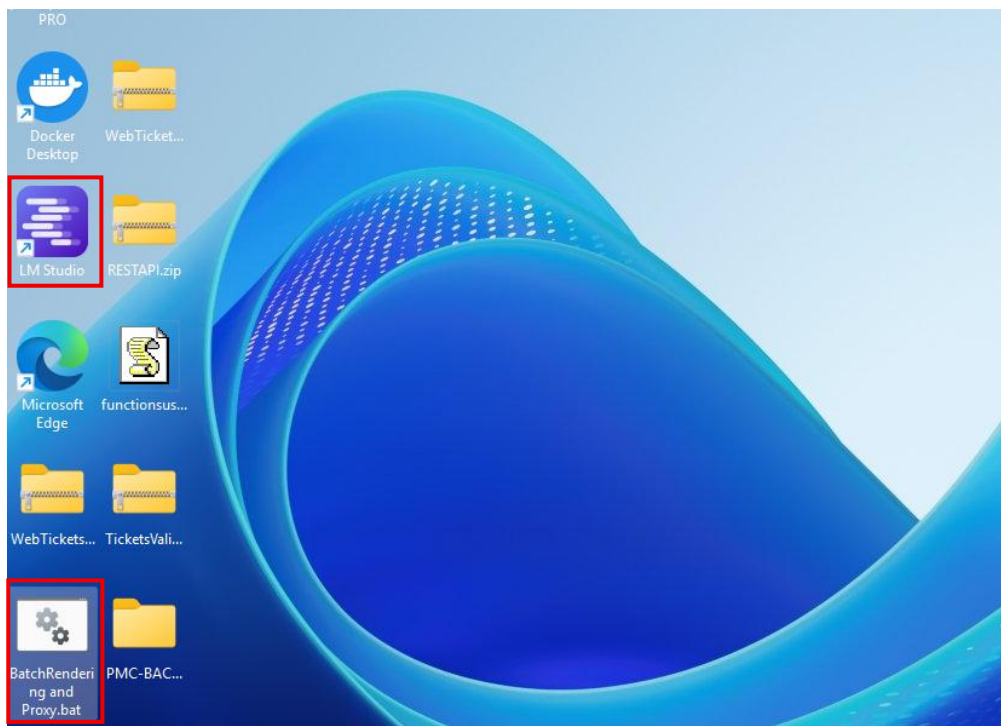 PRO
Docker
Desktop
WebTicket...
LM Studio
RESTAPI.zip
Microsoft
Edge
functionsus...
WebTickets...
TicketsVali...
BatchRenderi
ng and
Proxy.bat
PMC-BAC...